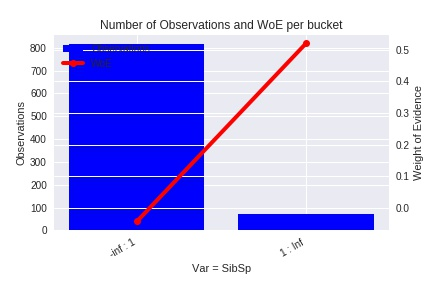 Number of Observations and WoE per bucket
Observations
WoE
800
700
600
500
400
300
200
100
0
Observations
0.5
0.4
0.3
0.2
0.1
0.0
Weight of Evidence
-inf : 1
1 : Inf
Var = SibSp